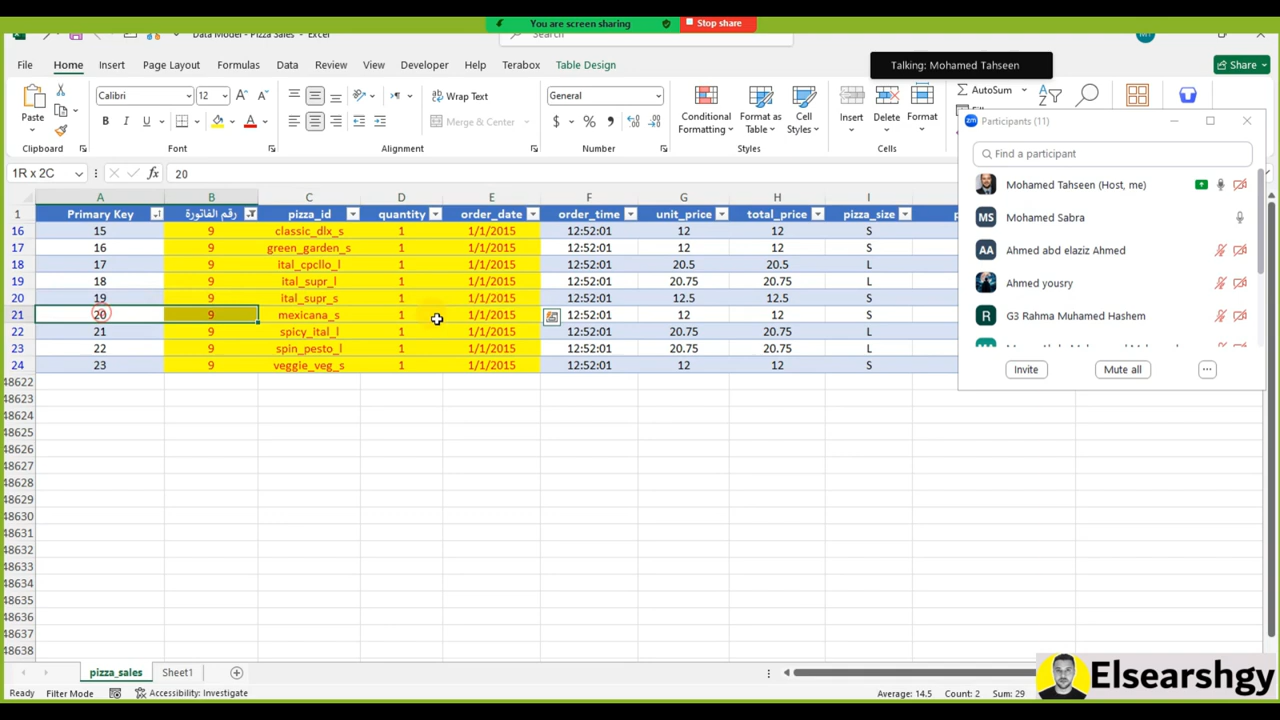 You are screen sharing
Stop share
Data Model - Pizza Sales - Excel
Search
File Home Insert Page Layout Formulas Data Review View Developer Help Terabox Table Design
Talking: Mohamed Tahseen
Share
Paste
Calibri 12
B I U
Wrap Text
Merge & Center
General
$ %
Conditional Formatting
Format as Table
Cell Styles
Insert
Delete
Format
AutoSum
Clipboard Font Alignment Number Styles Cells
1R x 2C
fx 20
Participants (11)
Find a participant
Mohamed Tahseen (Host, me)
MS Mohamed Sabra
AA Ahmed abd elaziz Ahmed
Ahmed yousry
R G3 Rahma Muhamed Hashem
Invite
Mute all
A B C D E F G H I
1 Primary Key رقم الفاتورة pizza_id quantity order_date order_time unit_price total_price pizza_size
16 15 9 classic_dlx_s 1 1/1/2015 12:52:01 12 12 S
17 16 9 green_garden_s 1 1/1/2015 12:52:01 12 12 S
18 17 9 ital_cpcllo_l 1 1/1/2015 12:52:01 20.5 20.5 L
19 18 9 ital_supr_l 1 1/1/2015 12:52:01 20.75 20.75 L
20 19 9 ital_supr_s 1 1/1/2015 12:52:01 12.5 12.5 S
21 20 9 mexicana_s 1 1/1/2015 12:52:01 12 12 S
22 21 9 spicy_ital_l 1 1/1/2015 12:52:01 20.75 20.75 L
23 22 9 spin_pesto_l 1 1/1/2015 12:52:01 20.75 20.75 L
24 23 9 veggie_veg_s 1 1/1/2015 12:52:01 12 12 S
48622
48623
48624
48625
48626
48627
48628
48629
48630
48631
48632
48633
48634
48635
48636
48637
48638
pizza_sales Sheet1
Ready Filter Mode Accessibility: Investigate
Average: 14.5 Count: 2 Sum: 29
Elsearshgy